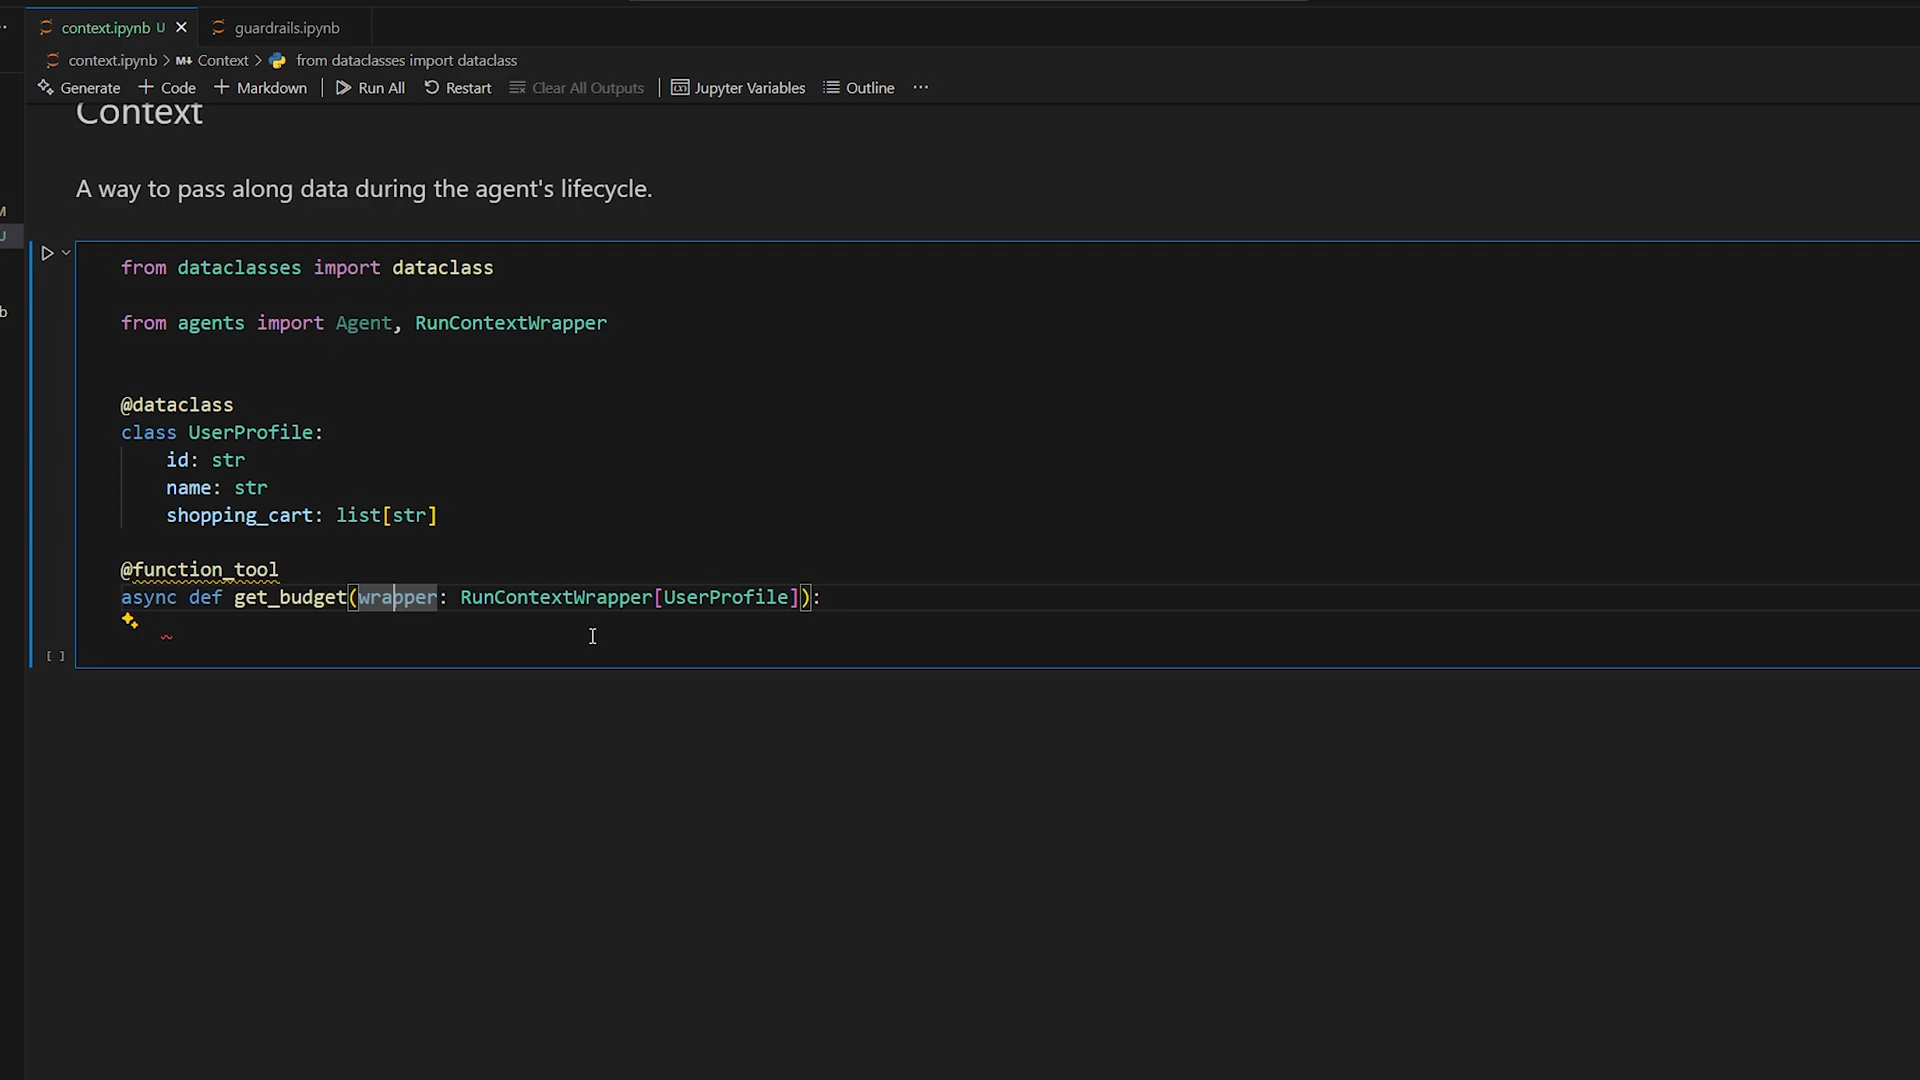 context.ipynb U
guardrails.ipynb
context.ipynb > M↓ Context > from dataclasses import dataclass
Generate + Code + Markdown | Run All Restart Clear All Outputs | Jupyter Variables Outline ...
Context
A way to pass along data during the agent's lifecycle.
M
U
b
from dataclasses import dataclass
from agents import Agent, RunContextWrapper
@dataclass
class UserProfile:
    id: str
    name: str
    shopping_cart: list[str]
@function_tool
async def get_budget(wrapper: RunContextWrapper[UserProfile]):
[ ]